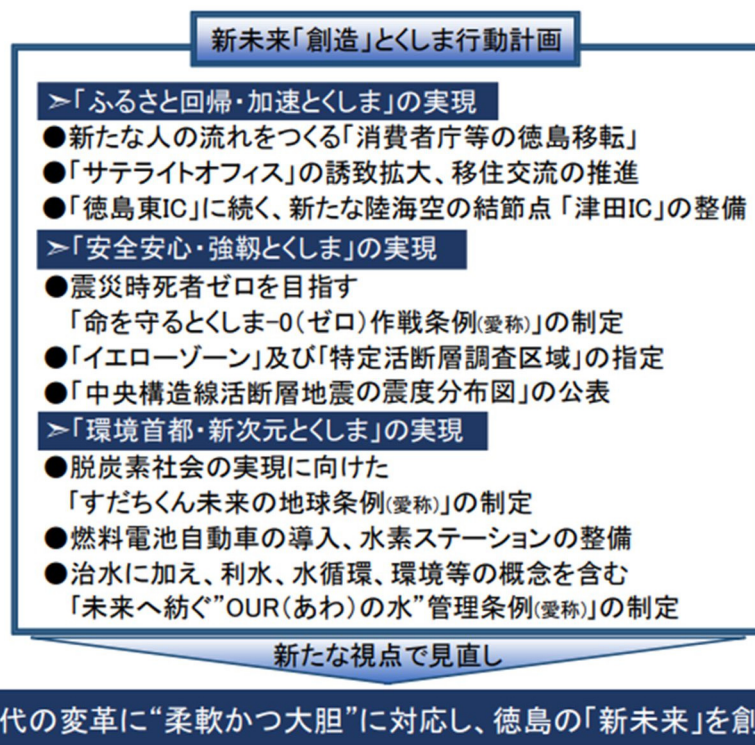 新未来「創造」とくしま行動計画
➢「ふるさと回帰・加速とくしま」の実現
●新たな人の流れをつくる「消費者庁等の徳島移転」
●「サテライトオフィス」の誘致拡大、移住交流の推進
●「徳島東IC」に続く、新たな陸海空の結節点「津田IC」の整備
➢「安全安心・強靱とくしま」の実現
●震災時死者ゼロを目指す
「命を守るとくしま-0(ゼロ)作戦条例(愛称)」の制定
●「イエローゾーン」及び「特定活断層調査区域」の指定
●「中央構造線活断層地震の震度分布図」の公表
➢「環境首都・新次元とくしま」の実現
●脱炭素社会の実現に向けた
「すだちくん未来の地球条例(愛称)」の制定
●燃料電池自動車の導入、水素ステーションの整備
●治水に加え、利水、水循環、環境等の概念を含む
「未来へ紡ぐ”OUR(あわ)の水”管理条例(愛称)」の制定
新たな視点で見直し
代の変革に“柔軟かつ大胆”に対応し、徳島の「新未来」を創